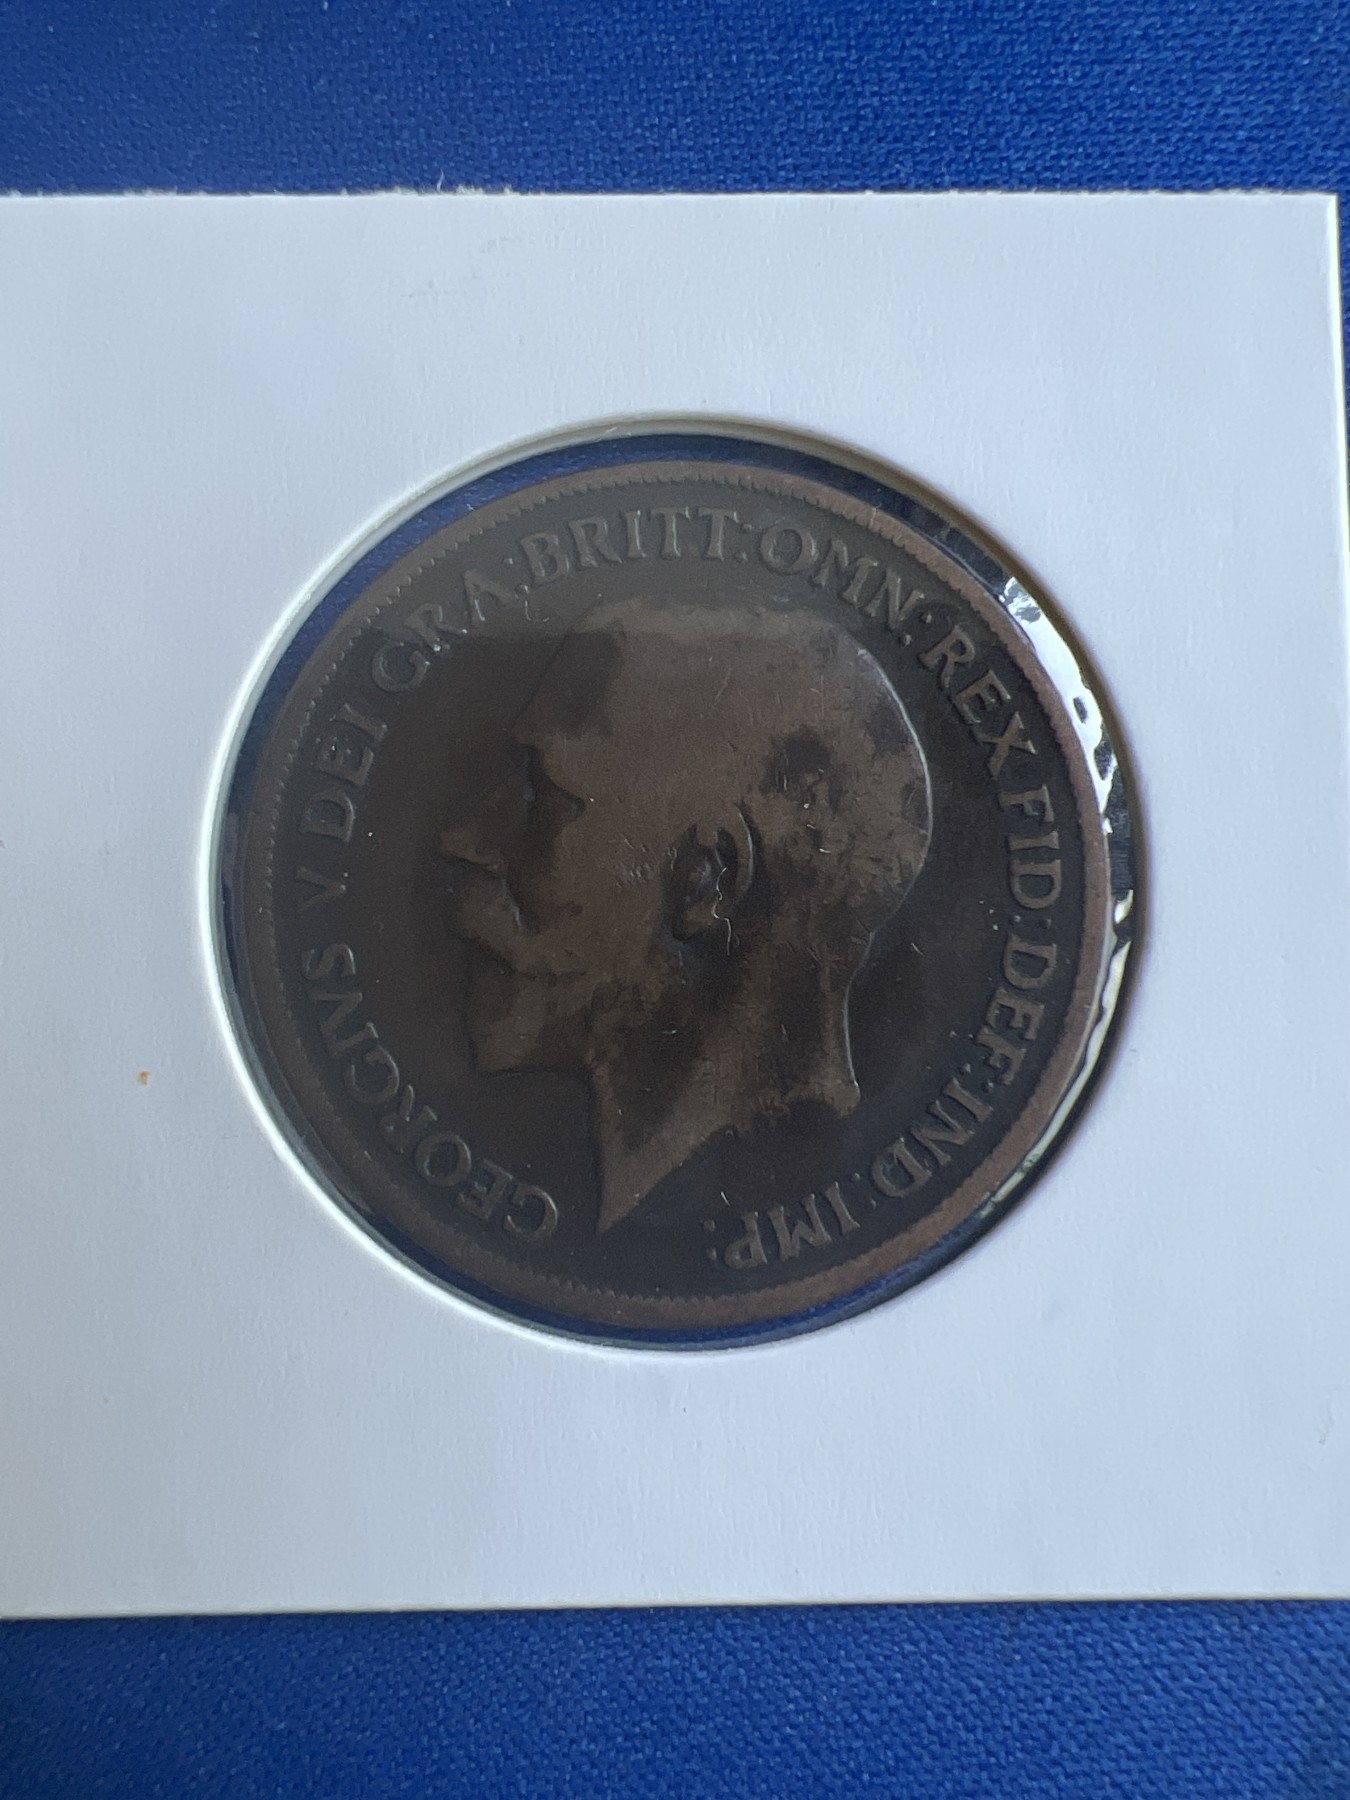 GEORGIVS V DEI GRA:BRITT:OMN:REX FID:DEF:IND:IMP: